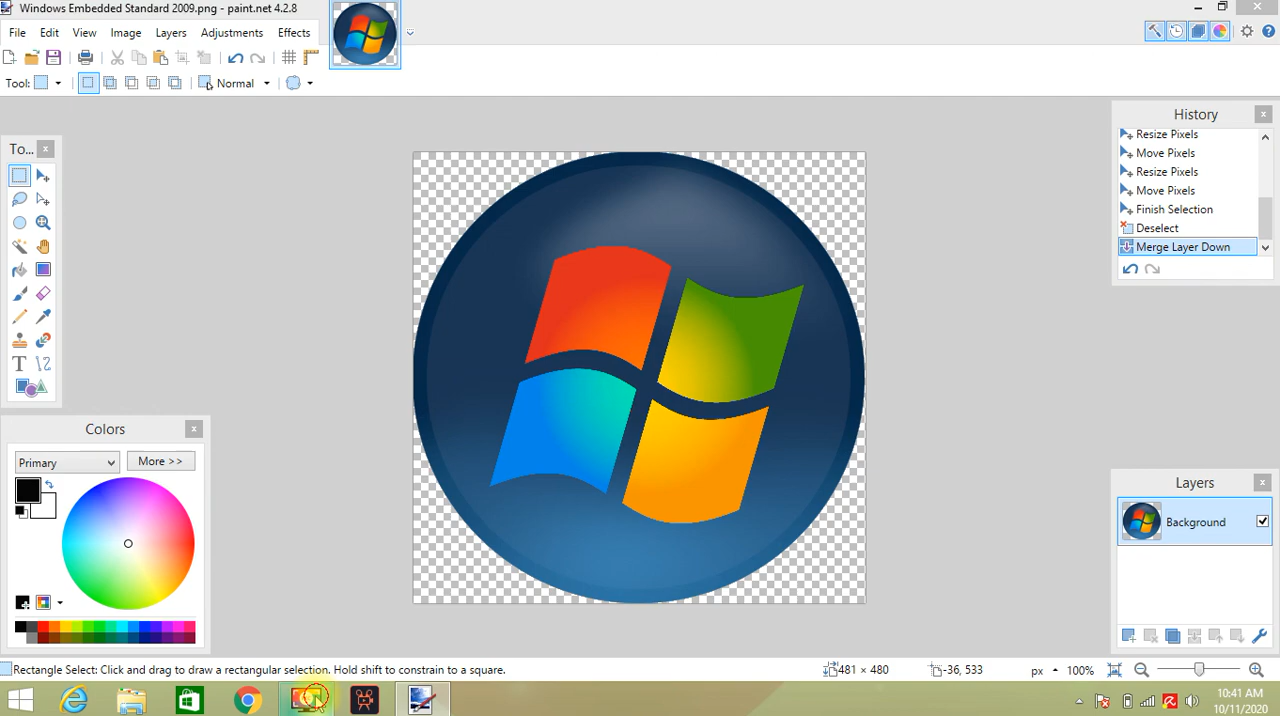 Windows Embedded Standard 2009.png - paint.net 4.2.8
File Edit View Image Layers Adjustments Effects
Tool: Normal
To...
History
Resize Pixels
Move Pixels
Resize Pixels
Move Pixels
Finish Selection
Deselect
Merge Layer Down
Colors
Primary
More >>
Layers
Background
Rectangle Select: Click and drag to draw a rectangular selection. Hold shift to constrain to a square.
481 × 480
-36, 533
px
100%
10:41 AM
10/11/2020